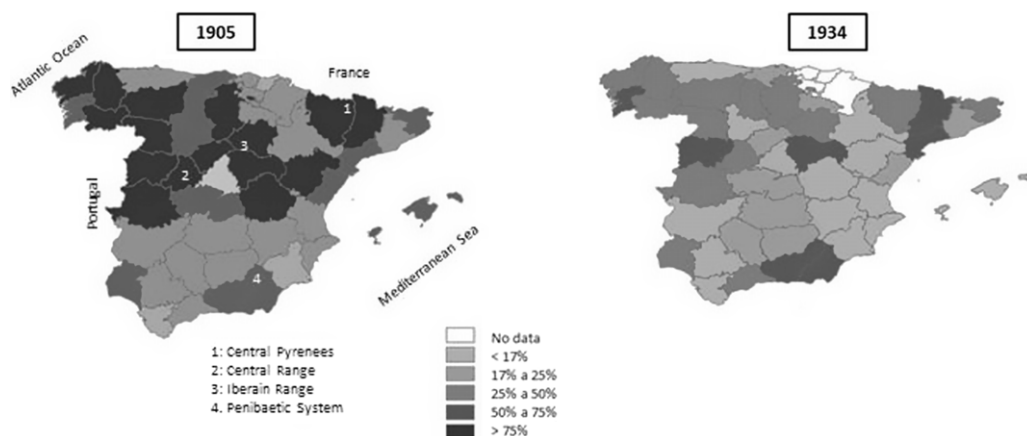 1905
1934
Atlantic Ocean
France
1
3
2
Portugal
4
Mediterranean Sea
1: Central Pyrenees
2: Central Range
3: Iberain Range
4. Penibaetic System
No data
< 17%
17% a 25%
25% a 50%
50% a 75%
> 75%